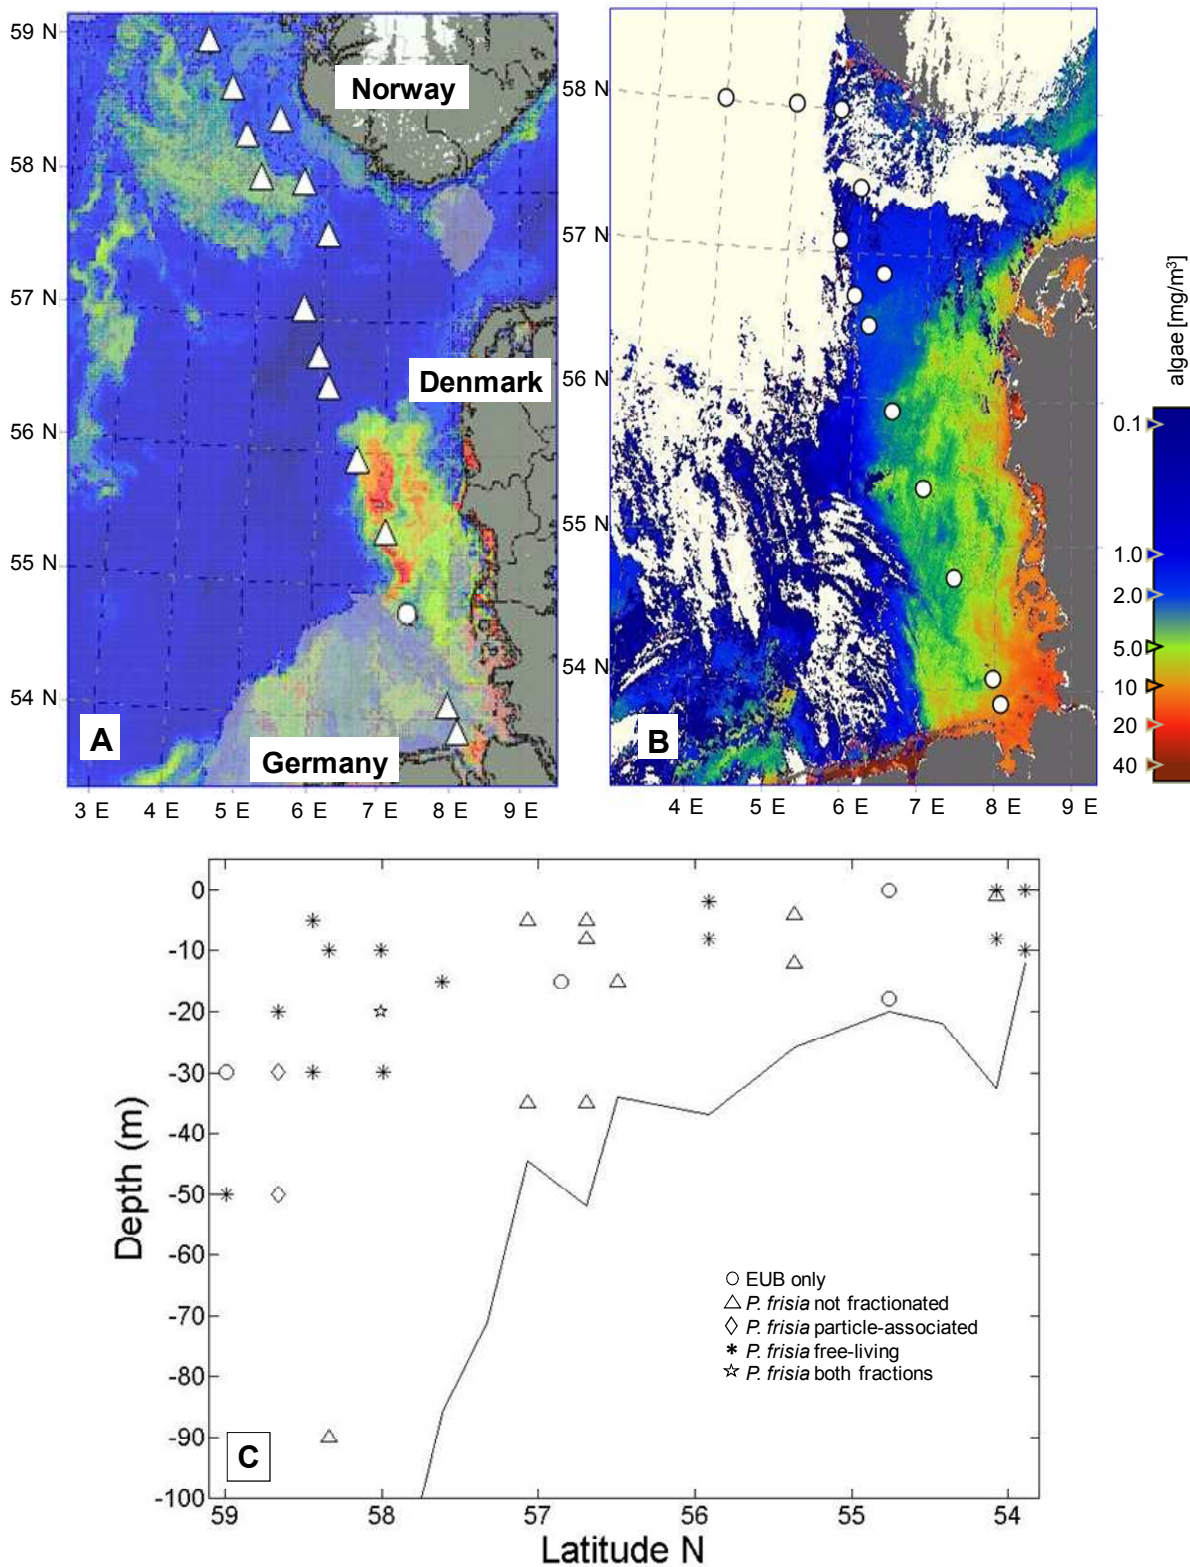 59 N
58 N
57 N
56 N
55 N
54 N
Norway
Denmark
Germany
A
3 E 4 E 5 E 6 E 7 E 8 E 9 E
58 N
57 N
56 N
55 N
54 N
B
4 E 5 E 6 E 7 E 8 E 9 E
algae [mg/m³]
0.1
1.0
2.0
5.0
10
20
40
0
-10
-20
-30
-40
-50
-60
-70
-80
-90
-100
Depth (m)
EUB only
P. frisia not fractionated
P. frisia particle-associated
P. frisia free-living
P. frisia both fractions
C
59 58 57 56 55 54
Latitude N